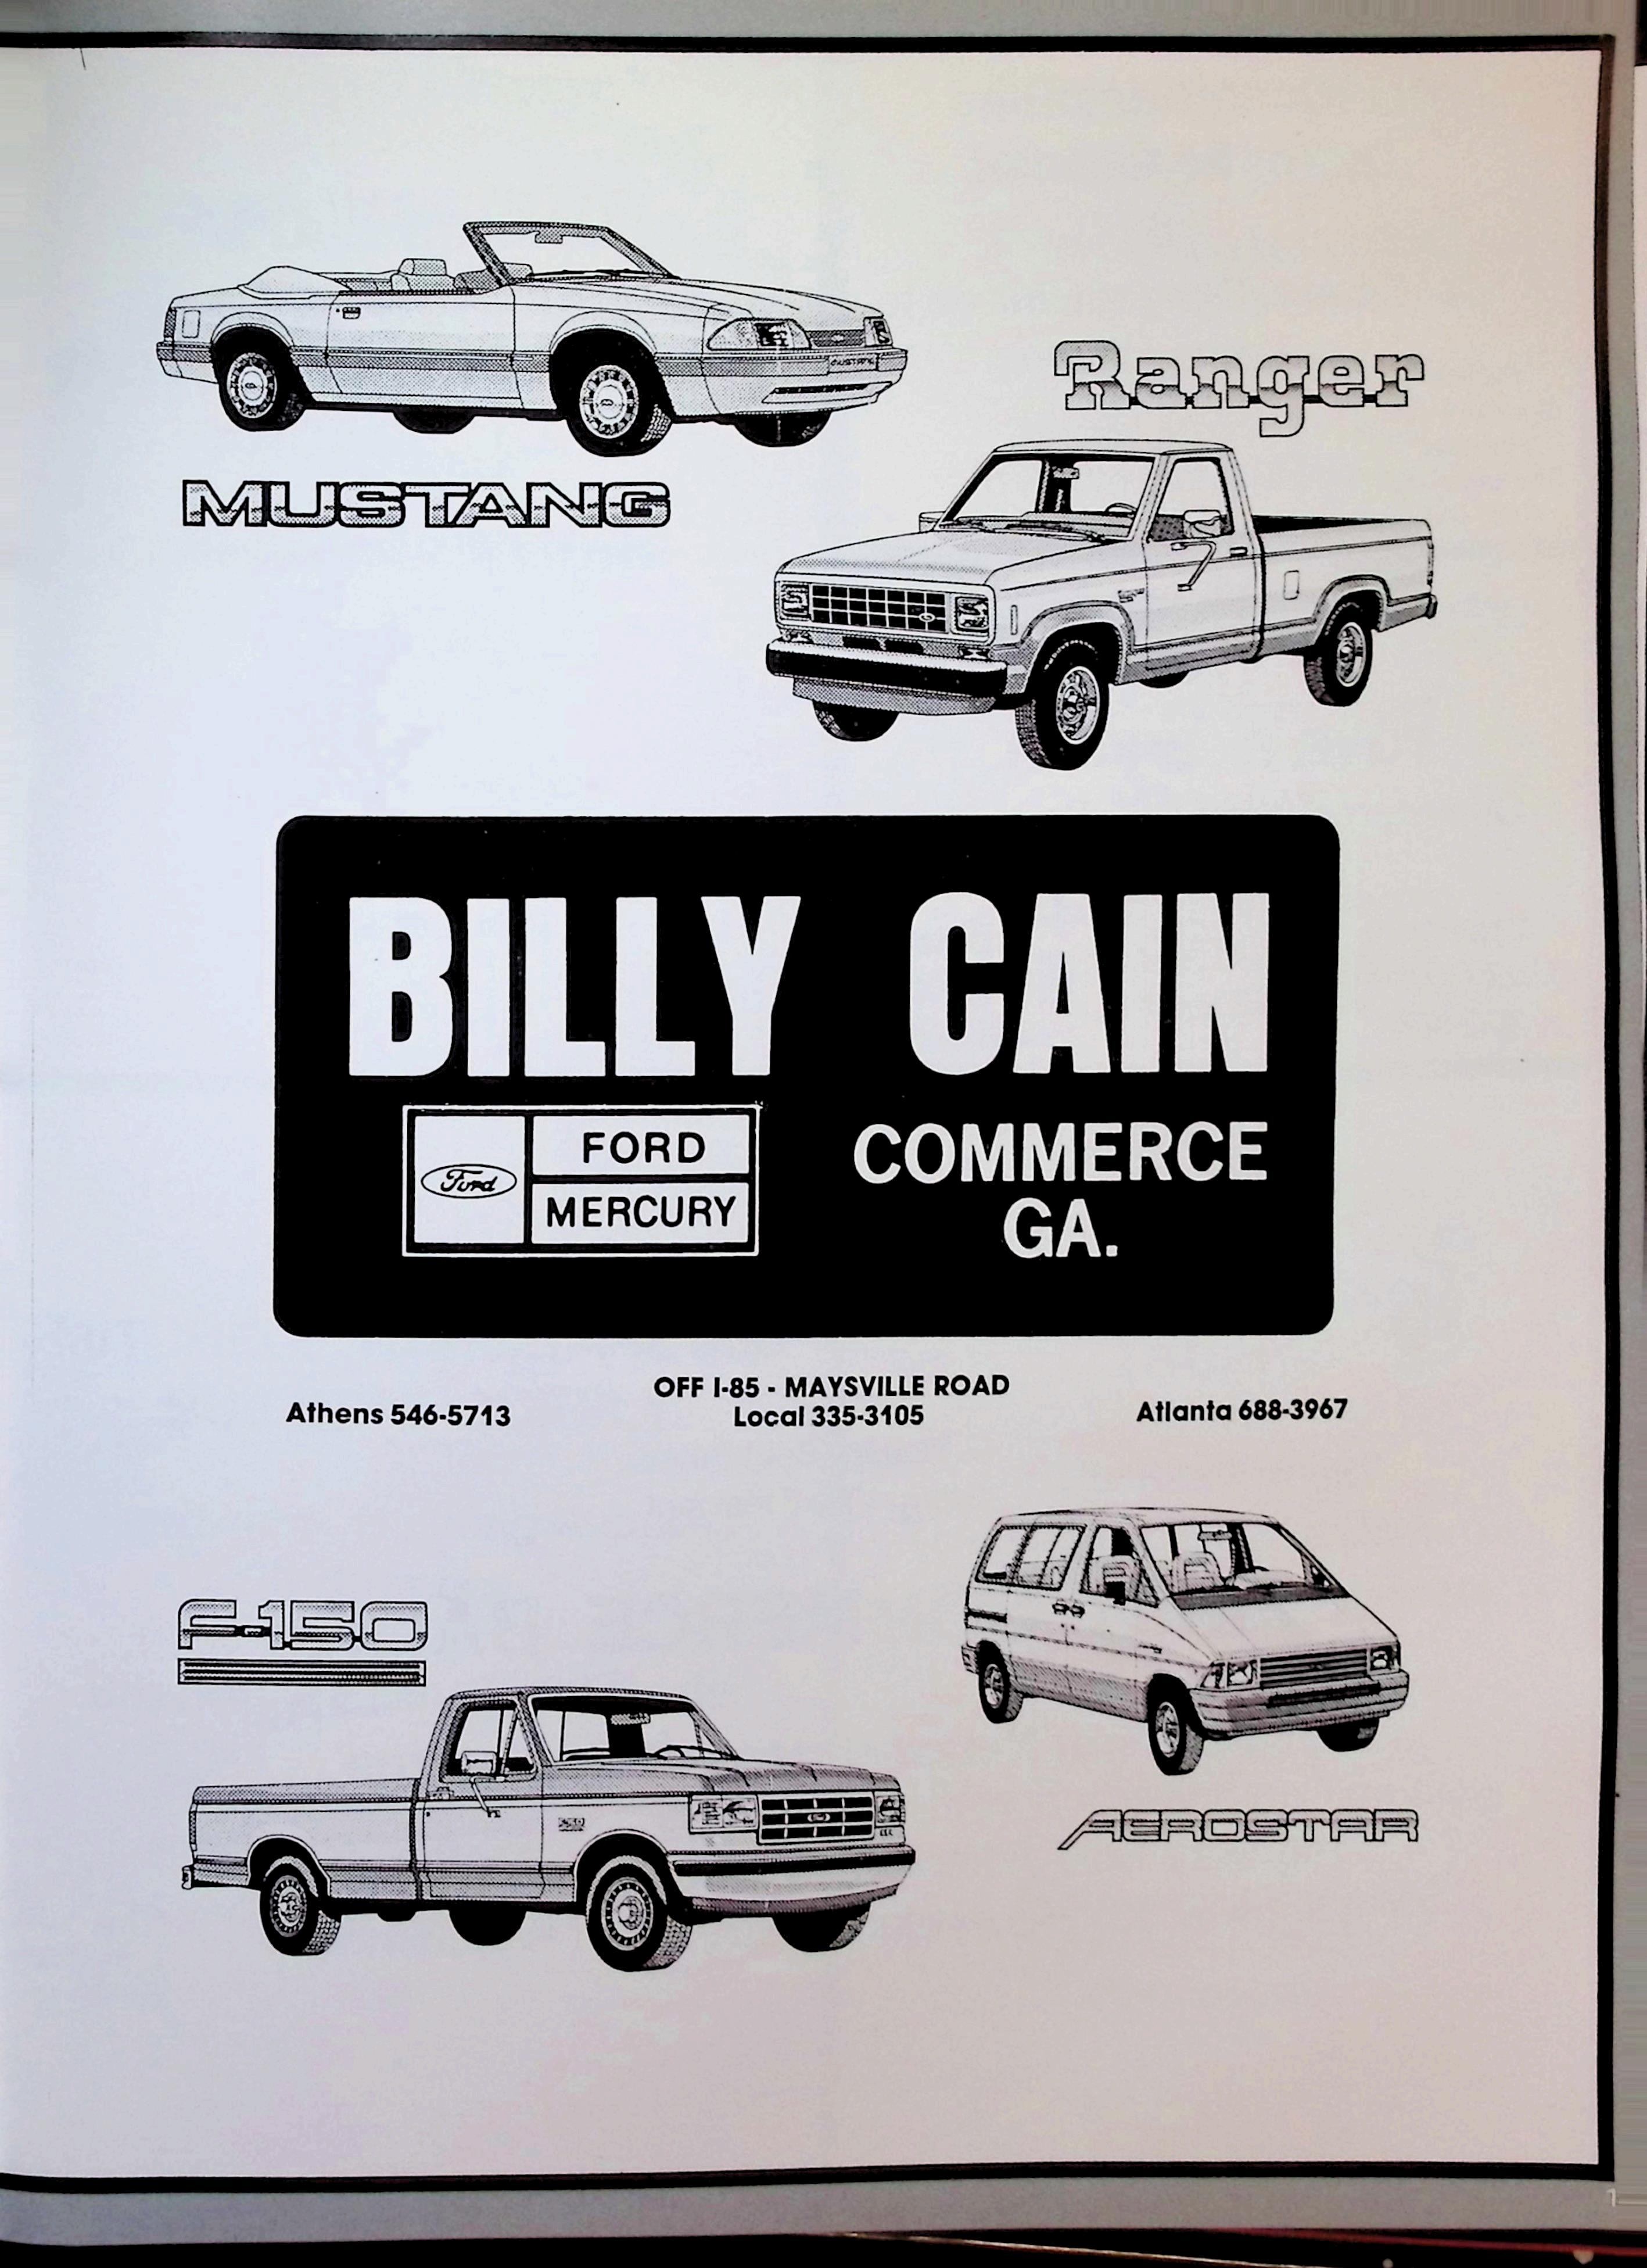 MUSTANG
Ranger
MUSTANG
BILLY CAIN
Ford
FORD
MERCURY
COMMERCE
GA.
OFF I-85 - MAYSVILLE ROAD
Athens 546-5713
Local 335-3105
Atlanta 688-3967
F-150
AEROSTAR